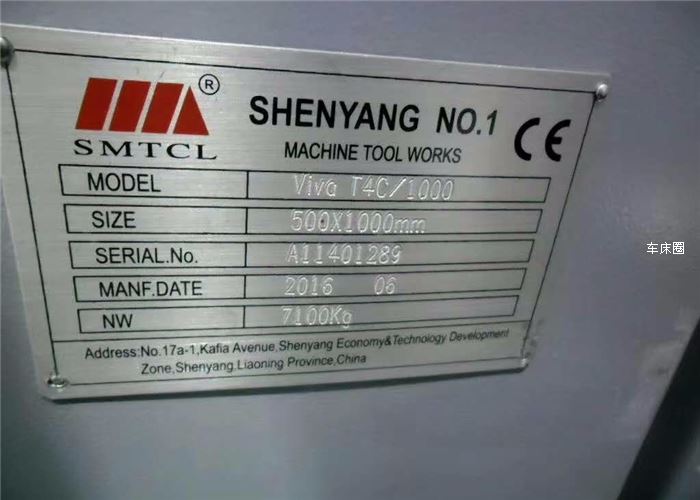 ®
SMTCL
SHENYANG NO.1
MACHINE TOOL WORKS
CE
MODEL Viva T4C/1000
SIZE 500X1000mm
SERIAL.No. A11401289
MANF.DATE 2016 06
NW 7100Kg
Address:No.17a-1,Kafia Avenue,Shenyang Economy&Technology Development
Zone,Shenyang.Liaoning Province,China
车床圈